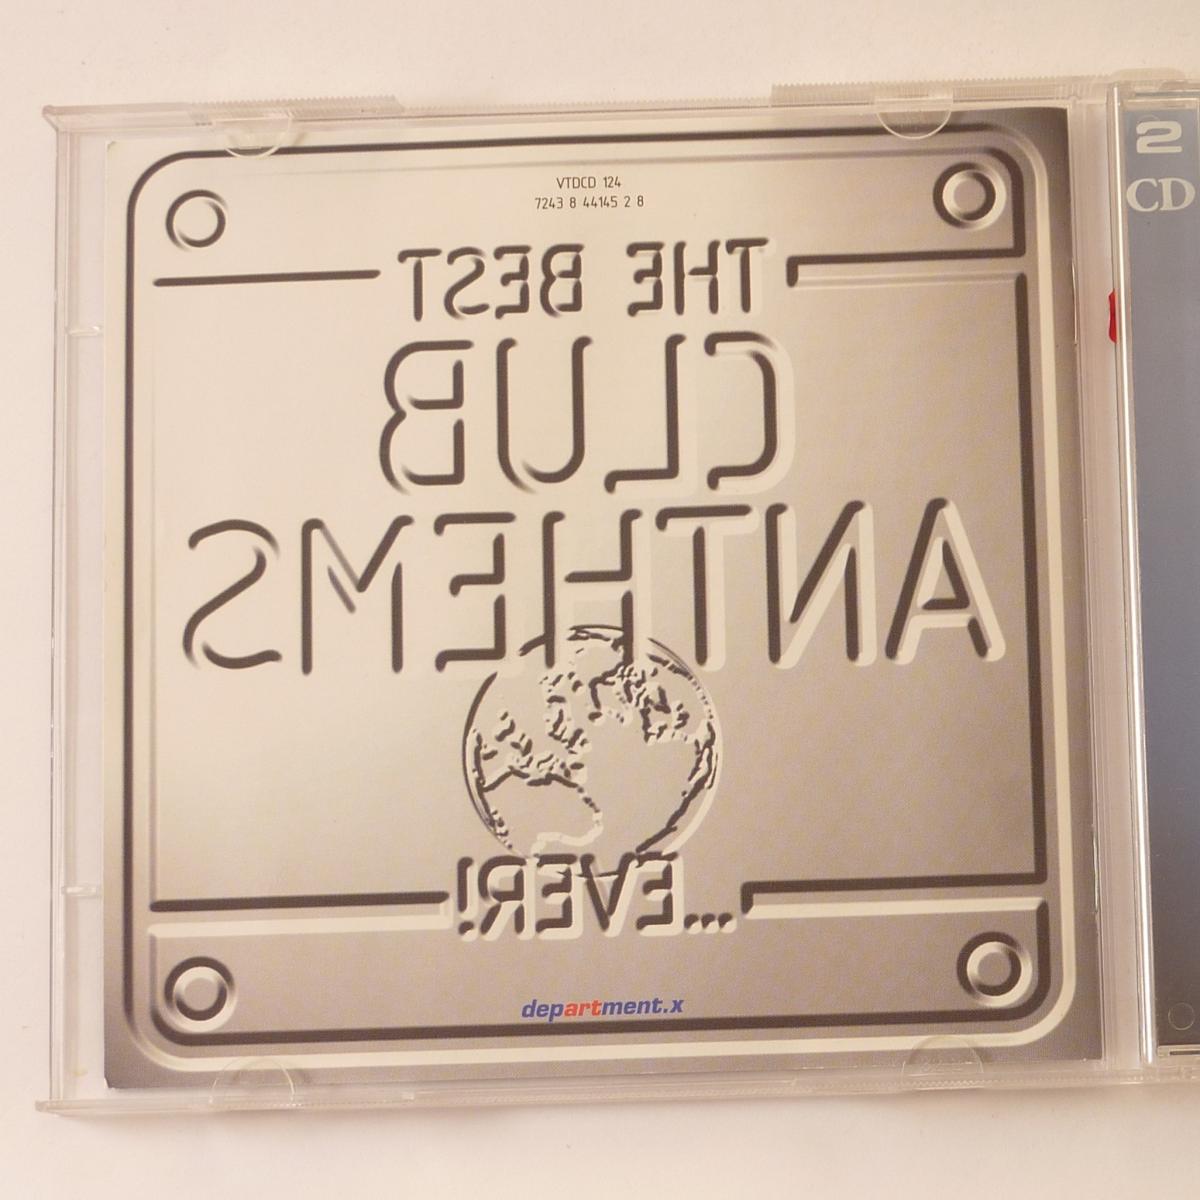 VTDCD 124
7243 8 44145 2 8
THE BEST
CLUB
ANTHEMS
...EVER!
department.x
2
CD